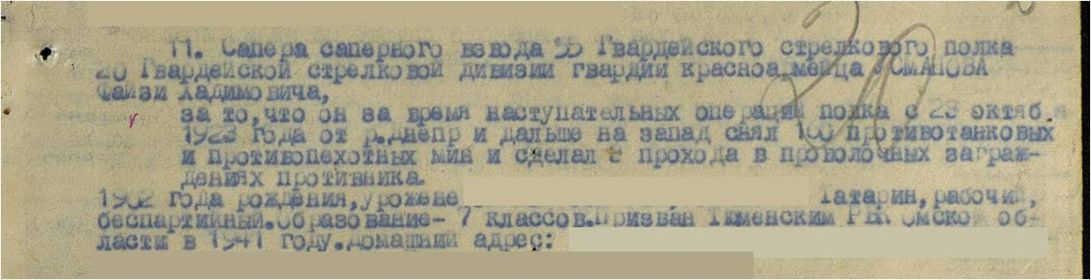 11. Сапера саперного взвода 55 Гвардейского стрелкового полка
20 Гвардейской стрелковой дивизии гвардии красноармейца УСМАНОВА
Файзи Хадимовича,
за то, что он за время наступательных операций полка с 23 октября
1923 года от р.Днепр и дальше на запад снял 100 противотанковых
и противопехотных мин и сделал прохода в проволочных заграж-
дениях противника.
1902 года рождения, урожене Татарин, рабочий,
беспартийный. Образование- 7 классов. Призван Тюменским РВК Омской об-
ласти в 1941 году. Домашний адрес: